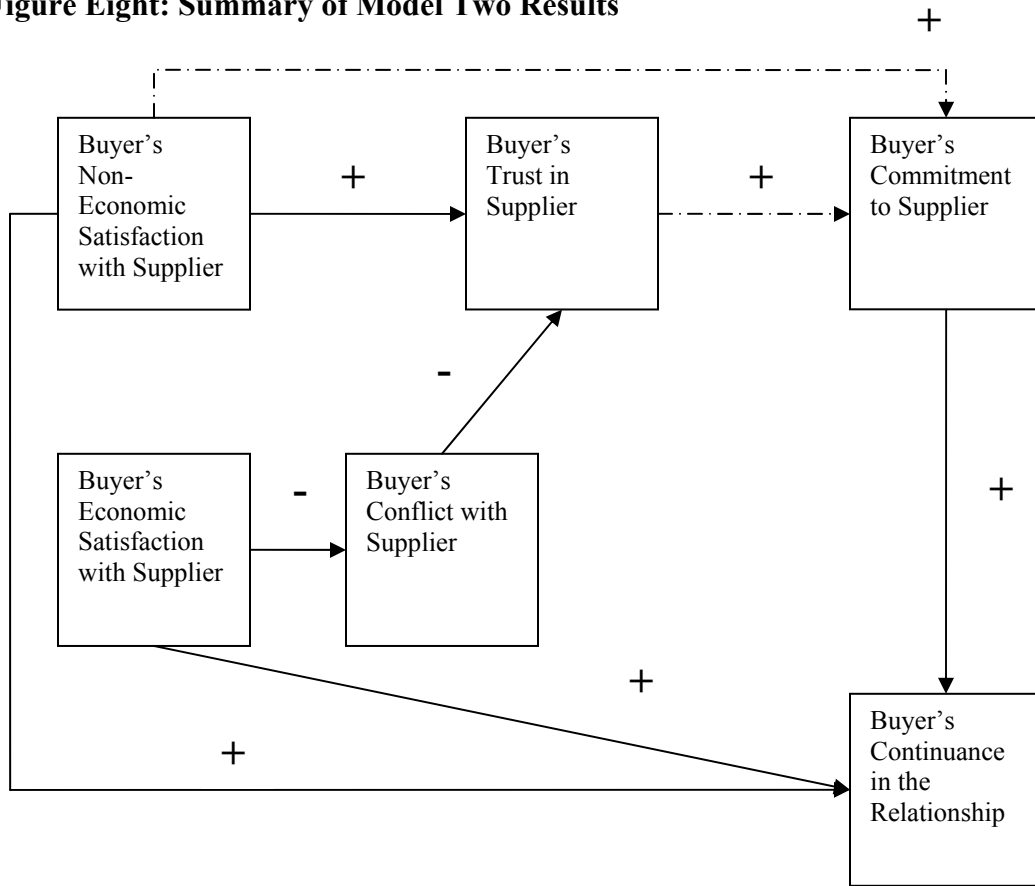 Figure Eight: Summary of Model Two Results
+
Buyer’s
Non-
Economic
Satisfaction
with Supplier
+
Buyer’s
Trust in
Supplier
+
Buyer’s
Commitment
to Supplier
-
Buyer’s
Economic
Satisfaction
with Supplier
-
Buyer’s
Conflict with
Supplier
+
+
+
Buyer’s
Continuance
in the
Relationship